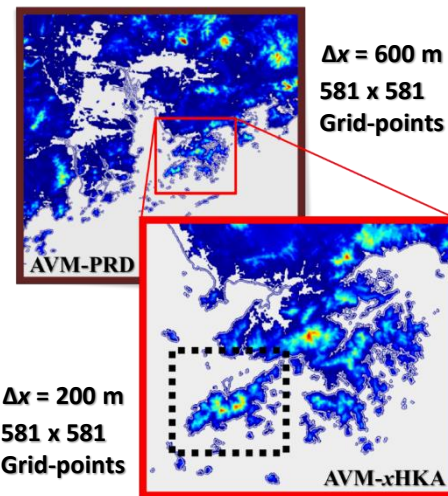 Δx = 600 m
581 x 581
Grid-points
AVM-PRD
Δx = 200 m
581 x 581
Grid-points
AVM-xHKA